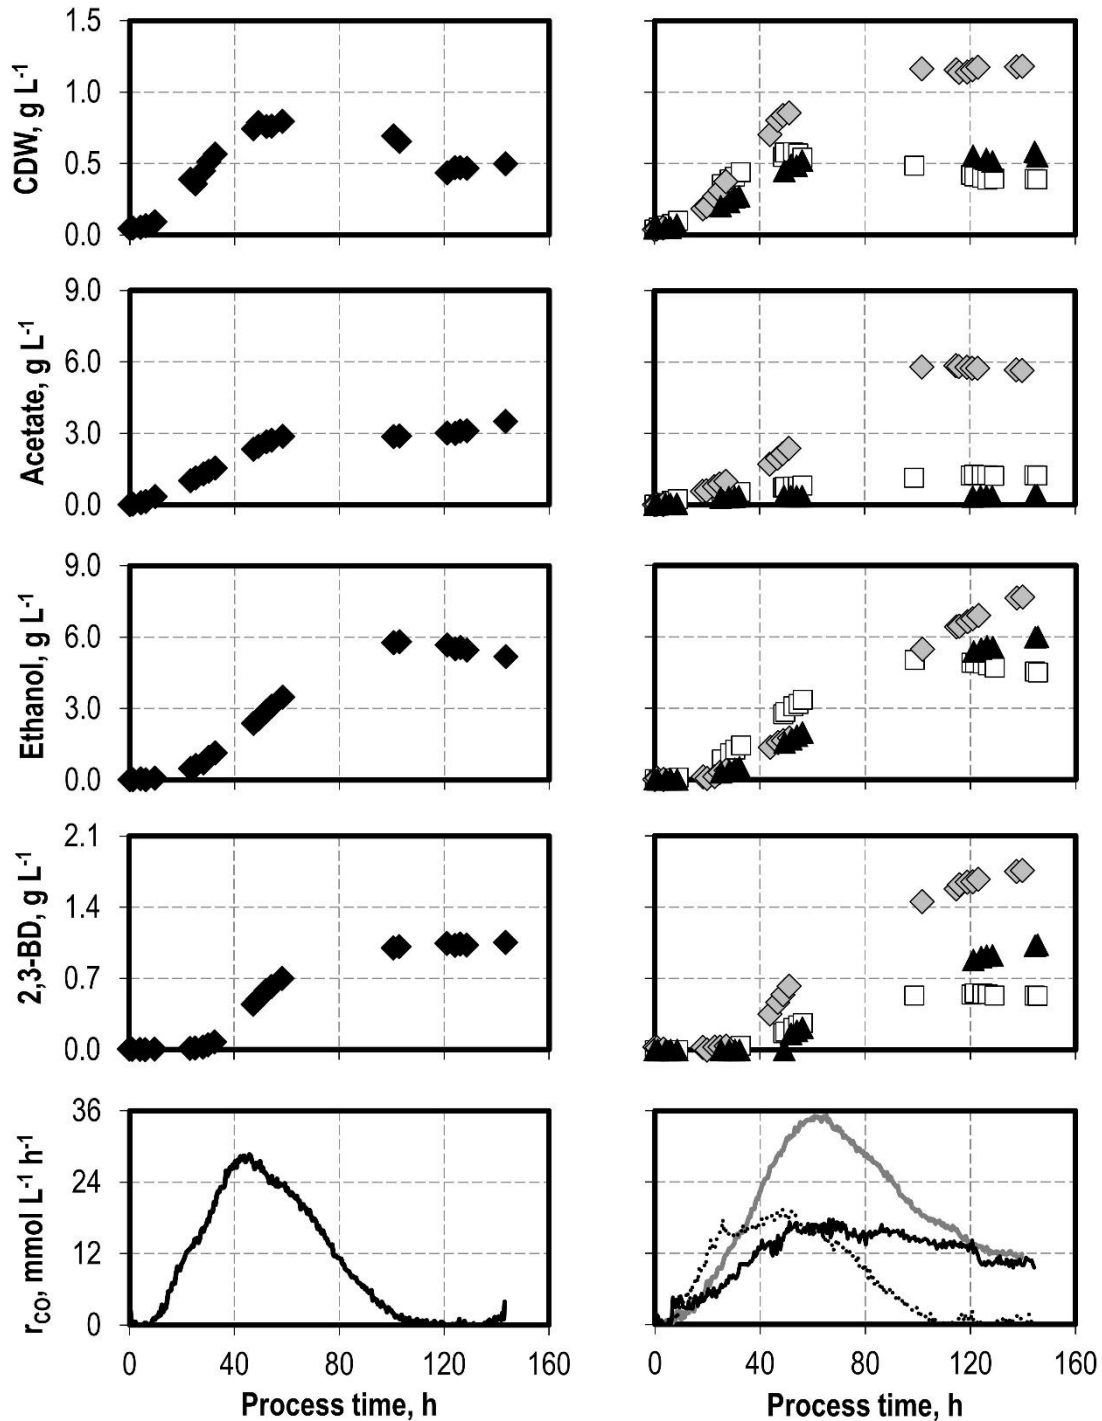 CDW, g L⁻¹
1.5
1.0
0.5
0.0
Acetate, g L⁻¹
9.0
6.0
3.0
0.0
Ethanol, g L⁻¹
9.0
6.0
3.0
0.0
2,3-BD, g L⁻¹
2.1
1.4
0.7
0.0
r_CO, mmol L⁻¹ h⁻¹
36
24
12
0
0 40 80 120 160 0 40 80 120 160
Process time, h Process time, h